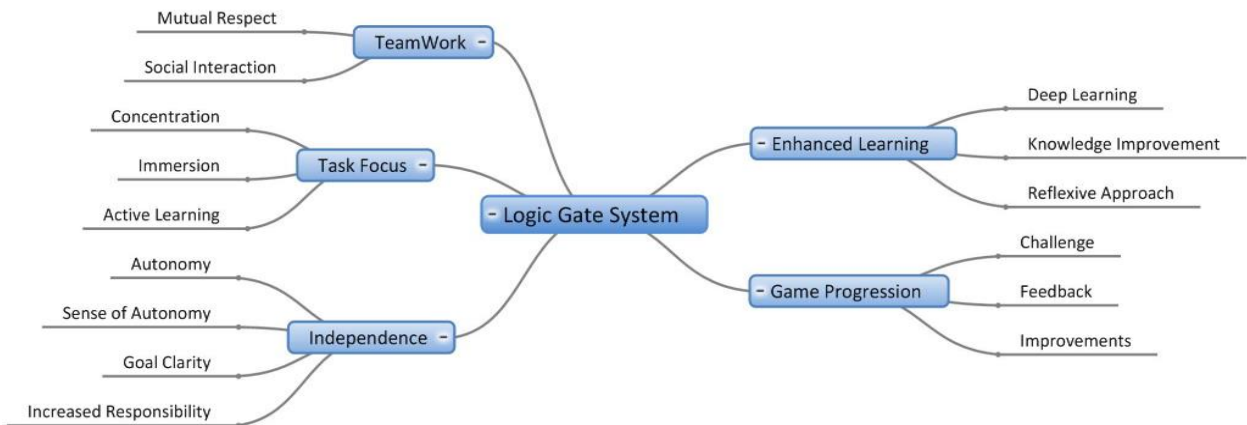 Mutual Respect
TeamWork
Social Interaction
Concentration
Immersion
Task Focus
Active Learning
Autonomy
Sense of Autonomy
Independence
Goal Clarity
Increased Responsibility
Logic Gate System
Deep Learning
Enhanced Learning
Knowledge Improvement
Reflexive Approach
Challenge
Game Progression
Feedback
Improvements